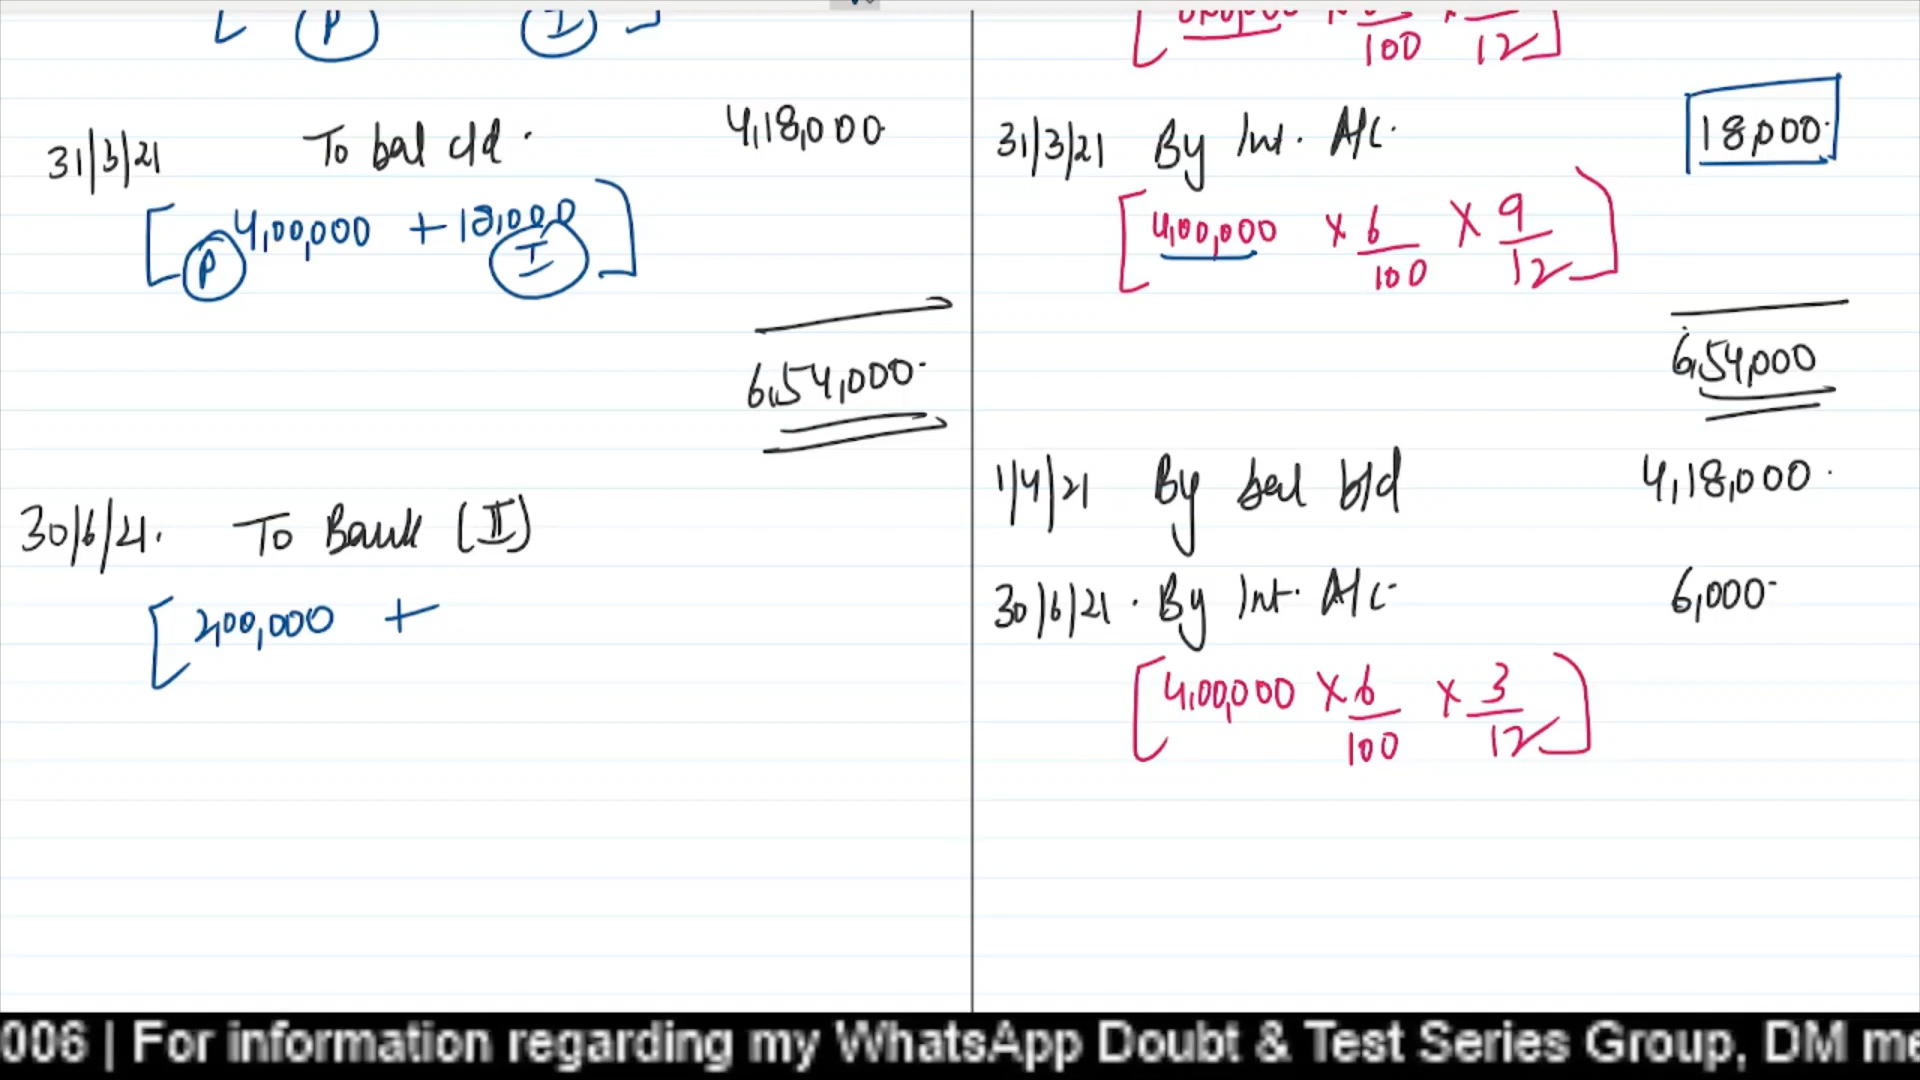 [ P I ]
100 12
31/3/21 To bal c/d. 4,18,000
[ P 4,00,000 + 18,000 I ]
6,54,000.
30/6/21. To Bank (II)
[ 2,00,000 +
31/3/21 By Int. A/c. 18,000.
[ 4,00,000 × 6/100 × 9/12 ]
6,54,000
1/4/21 By bal b/d 4,18,000.
30/6/21. By Int. A/c. 6,000.
[ 4,00,000 × 6/100 × 3/12 ]
006 | For information regarding my WhatsApp Doubt & Test Series Group, DM me